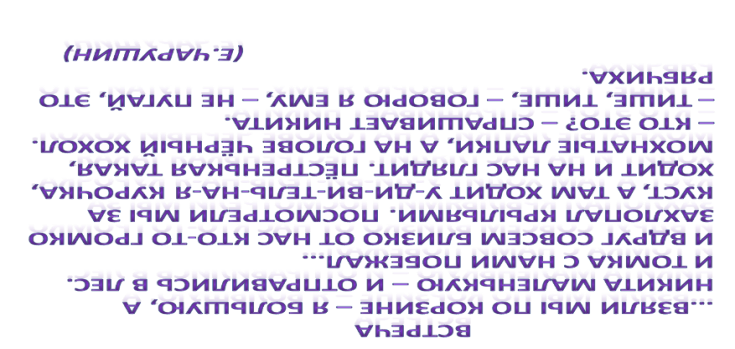 ВСТРЕЧА
...ВЗЯЛИ МЫ ПО КОРЗИНЕ – Я БОЛЬШУЮ, А
НИКИТА МАЛЕНЬКУЮ – И ОТПРАВИЛИСЬ В ЛЕС.
И ТОМКА С НАМИ ПОБЕЖАЛ...
И ВДРУГ СОВСЕМ БЛИЗКО ОТ НАС КТО-ТО ГРОМКО
ЗАХЛОПАЛ КРЫЛЬЯМИ. ПОСМОТРЕЛИ МЫ ЗА
КУСТ, А ТАМ ХОДИТ У-ДИ-ВИ-ТЕЛЬ-НА-Я КУРОЧКА,
ХОДИТ И НА НАС ГЛЯДИТ. ПЁСТРЕНЬКАЯ ТАКАЯ,
МОХНАТЫЕ ЛАПКИ, А НА ГОЛОВЕ ЧЁРНЫЙ ХОХОЛ.
– КТО ЭТО? – СПРАШИВАЕТ НИКИТА.
– ТИШЕ, ТИШЕ, – ГОВОРЮ Я ЕМУ, – НЕ ПУГАЙ, ЭТО
РЯБЧИХА.
(Е.ЧАРУШИН)